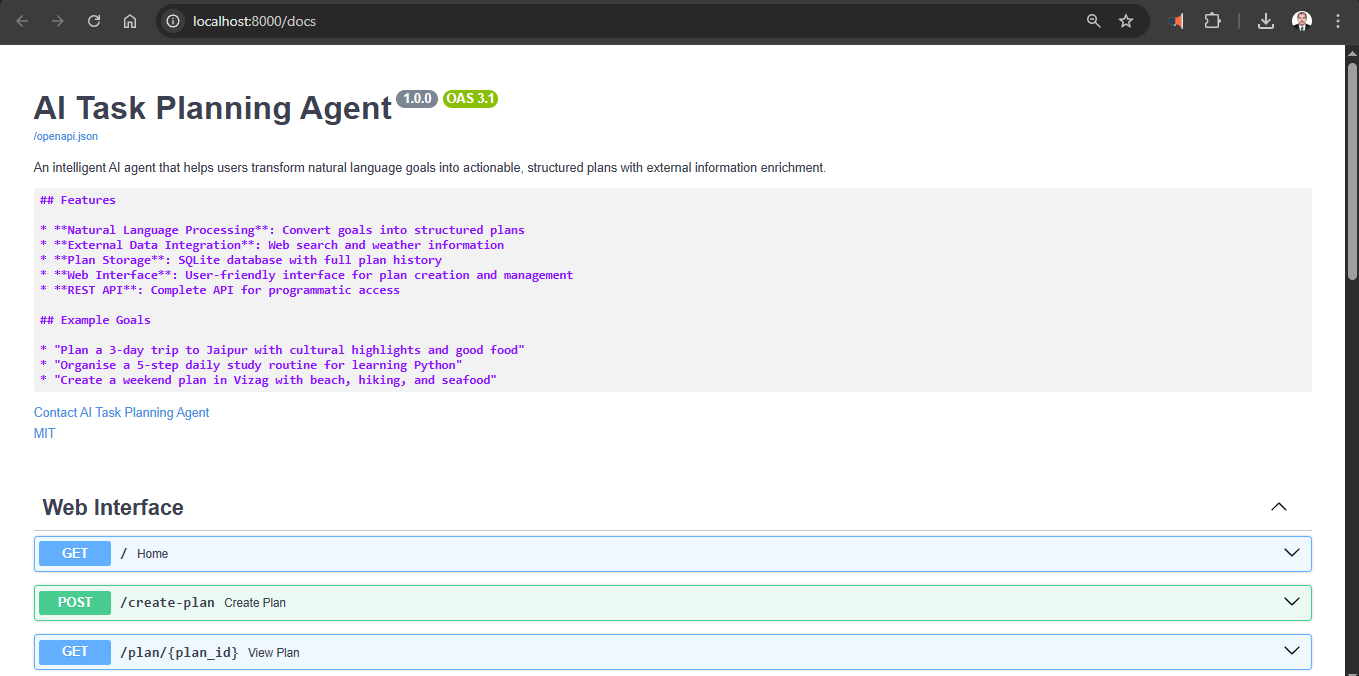 localhost:8000/docs
AI Task Planning Agent 1.0.0 OAS 3.1
/openapi.json
An intelligent AI agent that helps users transform natural language goals into actionable, structured plans with external information enrichment.
## Features
* **Natural Language Processing**: Convert goals into structured plans
* **External Data Integration**: Web search and weather information
* **Plan Storage**: SQLite database with full plan history
* **Web Interface**: User-friendly interface for plan creation and management
* **REST API**: Complete API for programmatic access
## Example Goals
* "Plan a 3-day trip to Jaipur with cultural highlights and good food"
* "Organise a 5-step daily study routine for learning Python"
* "Create a weekend plan in Vizag with beach, hiking, and seafood"
Contact AI Task Planning Agent
MIT
Web Interface
GET / Home
POST /create-plan Create Plan
GET /plan/{plan_id} View Plan